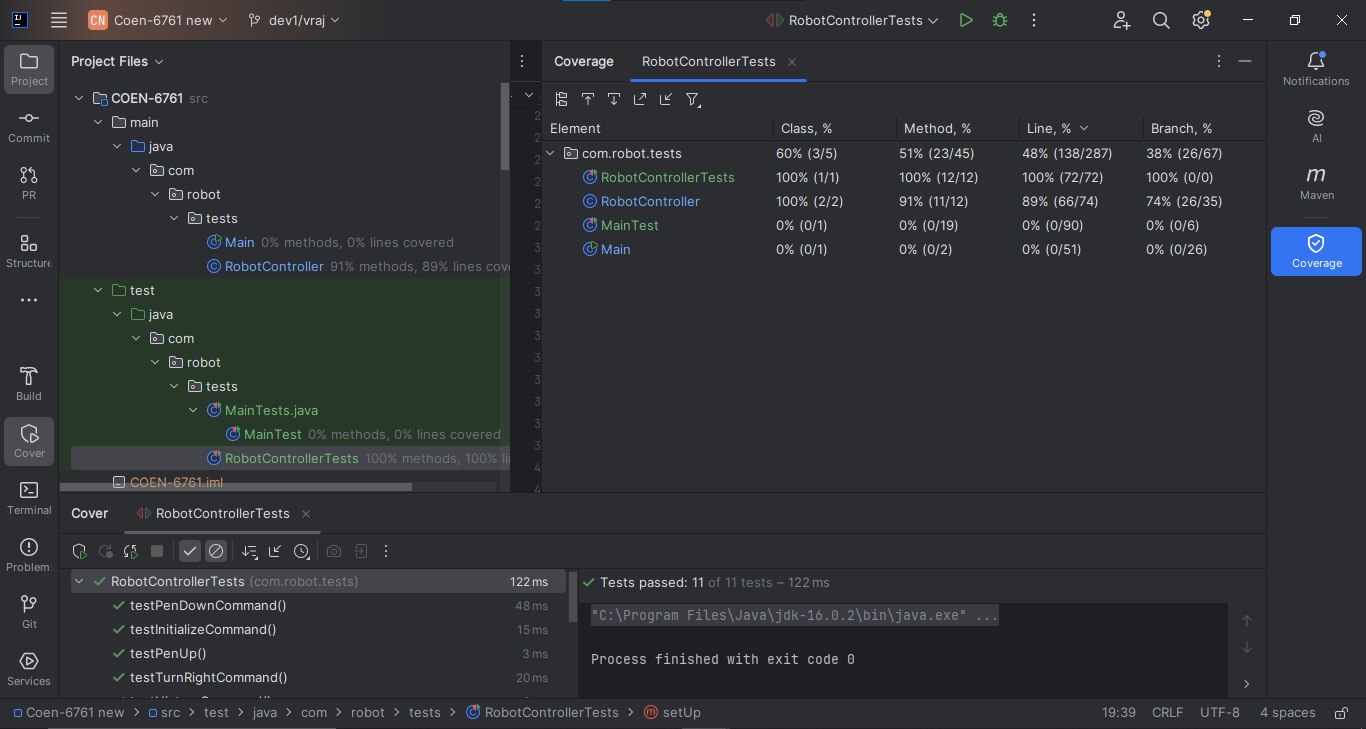 CN Coen-6761 new dev1/vraj RobotControllerTests
Project
Commit
PR
Structure
Build
Cover
Terminal
Problem
Git
Services
Project Files
COEN-6761 src
main
java
com
robot
tests
Main 0% methods, 0% lines covered
RobotController 91% methods, 89% lines cov
test
java
com
robot
tests
MainTests.java
MainTest 0% methods, 0% lines covered
RobotControllerTests 100% methods, 100% li
COEN-6761.iml
Coverage RobotControllerTests
Element Class, % Method, % Line, % Branch, %
com.robot.tests 60% (3/5) 51% (23/45) 48% (138/287) 38% (26/67)
RobotControllerTests 100% (1/1) 100% (12/12) 100% (72/72) 100% (0/0)
RobotController 100% (2/2) 91% (11/12) 89% (66/74) 74% (26/35)
MainTest 0% (0/1) 0% (0/19) 0% (0/90) 0% (0/6)
Main 0% (0/1) 0% (0/2) 0% (0/51) 0% (0/26)
Notifications
AI
m
Maven
Coverage
Cover RobotControllerTests
RobotControllerTests (com.robot.tests) 122 ms
testPenDownCommand() 48 ms
testInitializeCommand() 15 ms
testPenUp() 3 ms
testTurnRightCommand() 20 ms
Tests passed: 11 of 11 tests – 122 ms
"C:\Program Files\Java\jdk-16.0.2\bin\java.exe" ...
Process finished with exit code 0
Coen-6761 new > src > test > java > com > robot > tests > RobotControllerTests > setUp 19:39 CRLF UTF-8 4 spaces